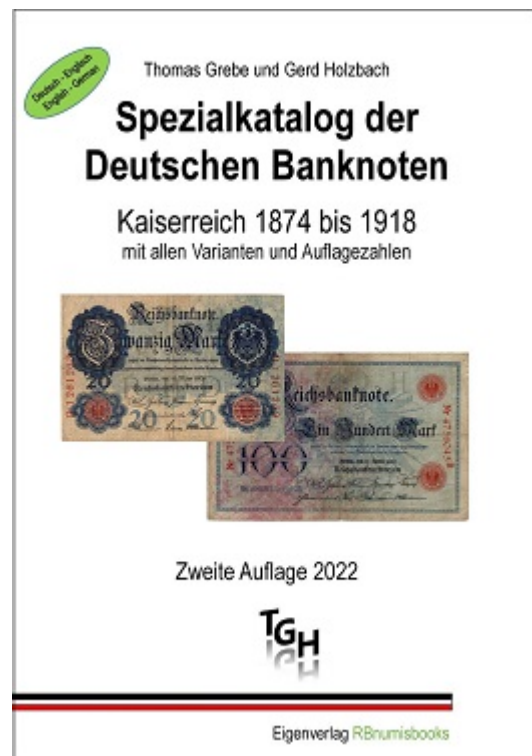 Deutsch - Englisch
English - German
Thomas Grebe und Gerd Holzbach
Spezialkatalog der
Deutschen Banknoten
Kaiserreich 1874 bis 1918
mit allen Varianten und Auflagezahlen
Reichsbanknote.
Zwanzig Mark
20
20
20 20
Reichsbanknote.
Ein Hundert Mark
100
Zweite Auflage 2022
TGH
Eigenverlag RBnumisbooks